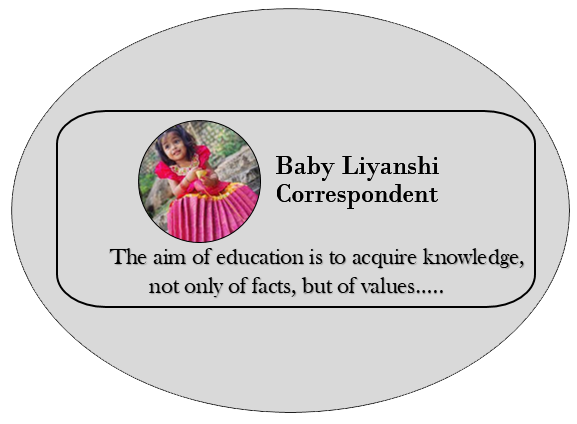 Baby Liyanshi
Correspondent
The aim of education is to acquire knowledge,
not only of facts, but of values.....